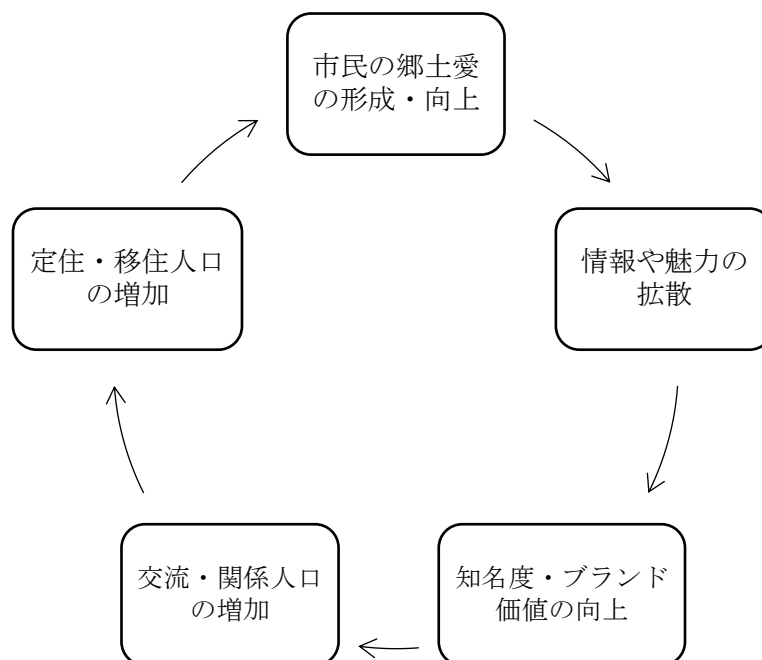 市民の郷土愛
の形成・向上
情報や魅力の
拡散
知名度・ブランド
価値の向上
交流・関係人口
の増加
定住・移住人口
の増加